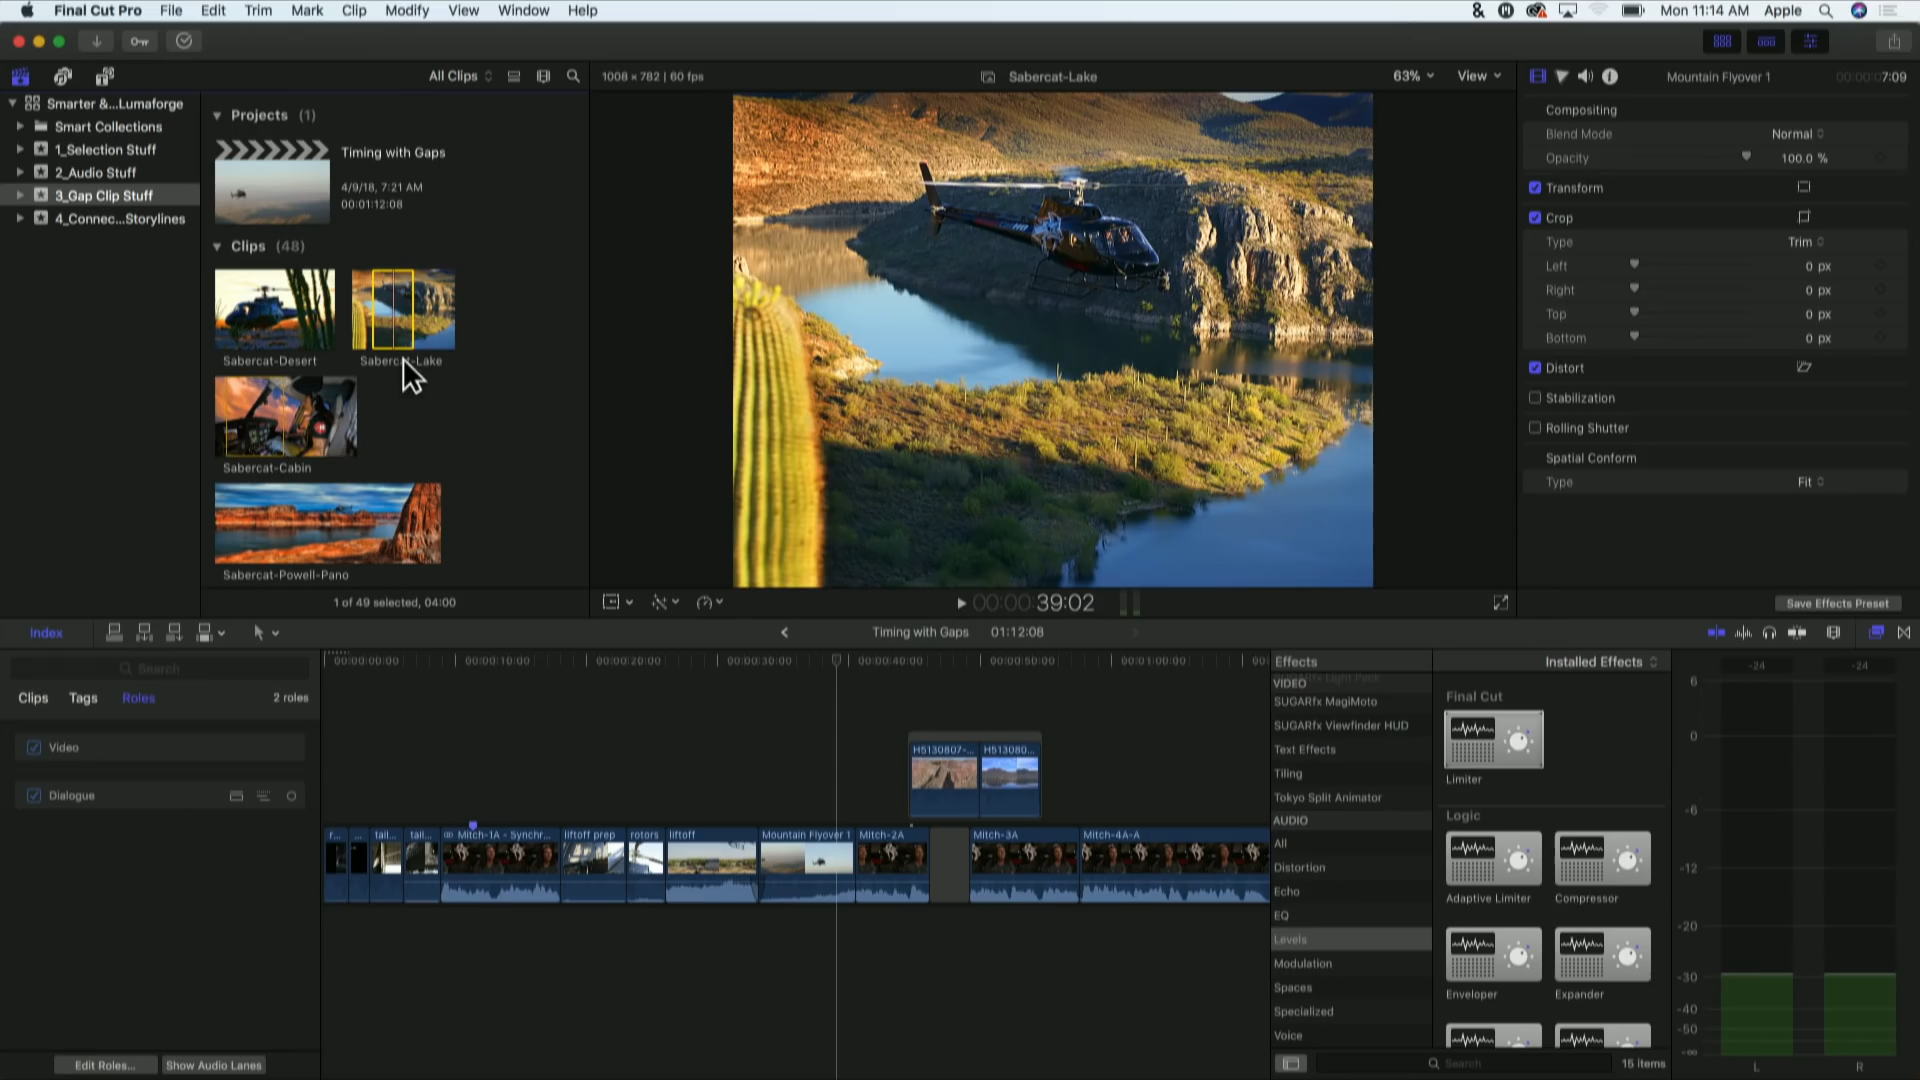 Final Cut Pro File Edit Trim Mark Clip Modify View Window Help
Mon 11:14 AM Apple
All Clips
1008 × 782 | 60 fps
Sabercat-Lake
63%
View
Mountain Flyover 1
7:09
Smarter &...Lumaforge
Smart Collections
1_Selection Stuff
2_Audio Stuff
3_Gap Clip Stuff
4_Connec...Storylines
Projects (1)
Timing with Gaps
4/9/18, 7:21 AM
00:01:12:08
Clips (48)
Sabercat-Desert
Sabercat-Lake
Sabercat-Cabin
Sabercat-Powell-Pano
1 of 49 selected, 04:00
00:00:39:02
Compositing
Blend Mode Normal
Opacity 100.0 %
Transform
Crop
Type Trim
Left 0 px
Right 0 px
Top 0 px
Bottom 0 px
Distort
Stabilization
Rolling Shutter
Spatial Conform
Type Fit
Save Effects Preset
Index
Timing with Gaps 01:12:08
Search
Clips Tags Roles 2 roles
Video
Dialogue
Edit Roles...
Show Audio Lanes
00:00:00:00 00:00:10:00 00:00:20:00 00:00:30:00 00:00:40:00 00:00:50:00 00:01:00:00 00:
H5130807-... H513080...
r... ... tail... tail... Mitch-1A - Synchr... liftoff prep rotors liftoff Mountain Flyover 1 Mitch-2A Mitch-3A Mitch-4A-A
Effects
Installed Effects
SUGARfx Light Pack
VIDEO
SUGARfx MagiMoto
SUGARfx Viewfinder HUD
Text Effects
Tiling
Tokyo Split Animator
AUDIO
All
Distortion
Echo
EQ
Levels
Modulation
Spaces
Specialized
Voice
Final Cut
Limiter
Logic
Adaptive Limiter
Compressor
Enveloper
Expander
Search
15 items
-24 -24
6
0
-6
-12
-20
-30
-40
-50
-∞
L R